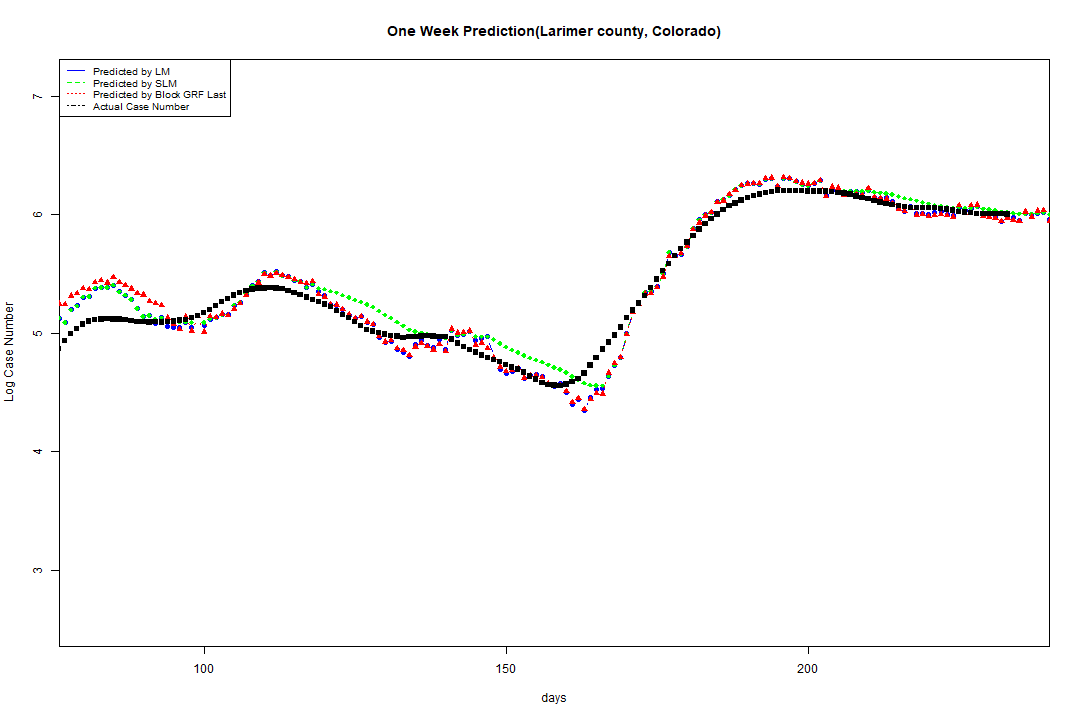 One Week Prediction(Larimer county, Colorado)
Predicted by LM
Predicted by SLM
Predicted by Block GRF Last
Actual Case Number
7
6
5
4
3
Log Case Number
100
150
200
days